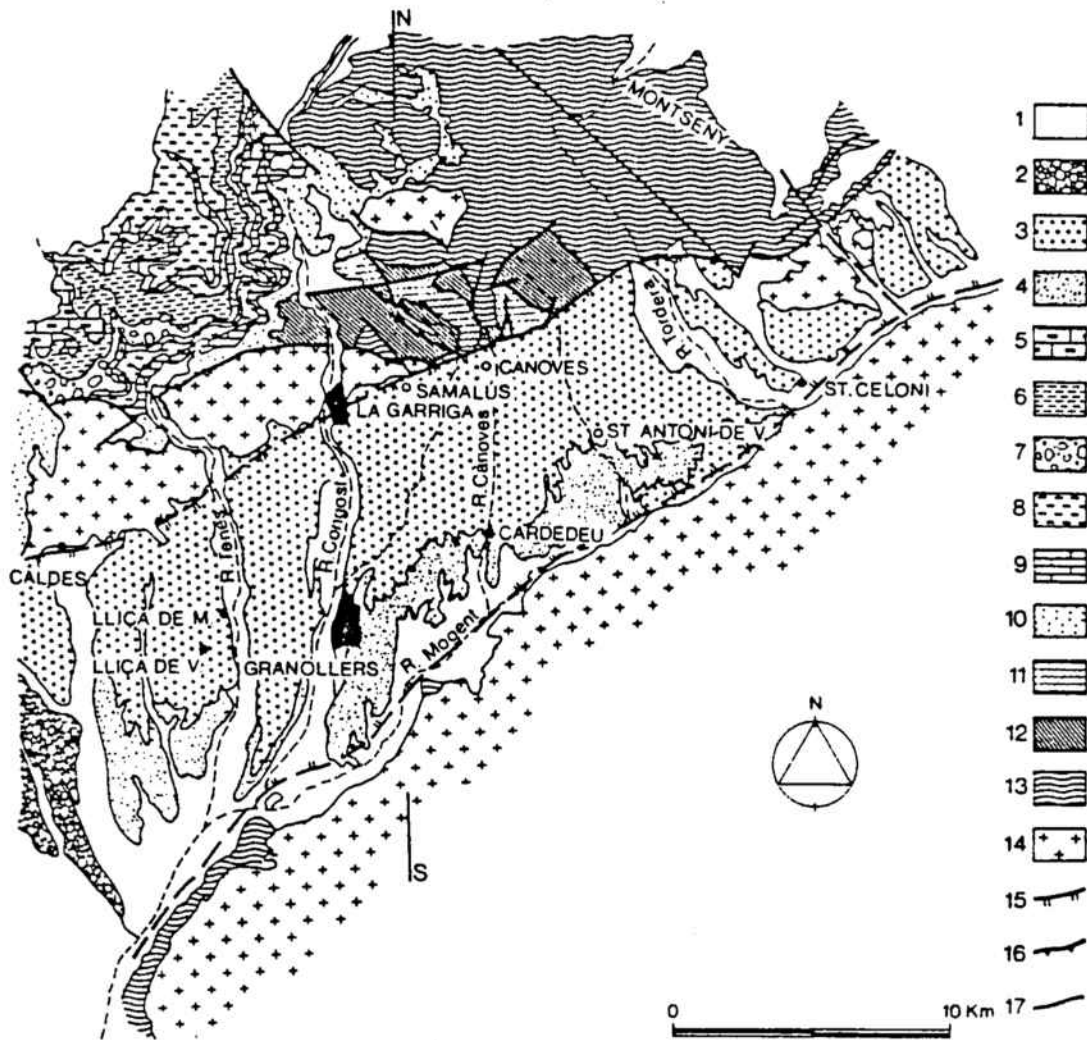 N
MONTSENY
1
2
3
4
5
6
7
8
9
10
11
12
13
14
15
16
17
R Tordera
CANOVES
SAMALUS
LA GARRIGA
ST. CELONI
ST ANTONI DE V.
R Canoves
R Congost
R Tenes
CARDEDEU
CALDES
LLIÇA DE M.
LLIÇA DE V.
GRANOLLERS
R. Mogent
N
S
0 10 Km